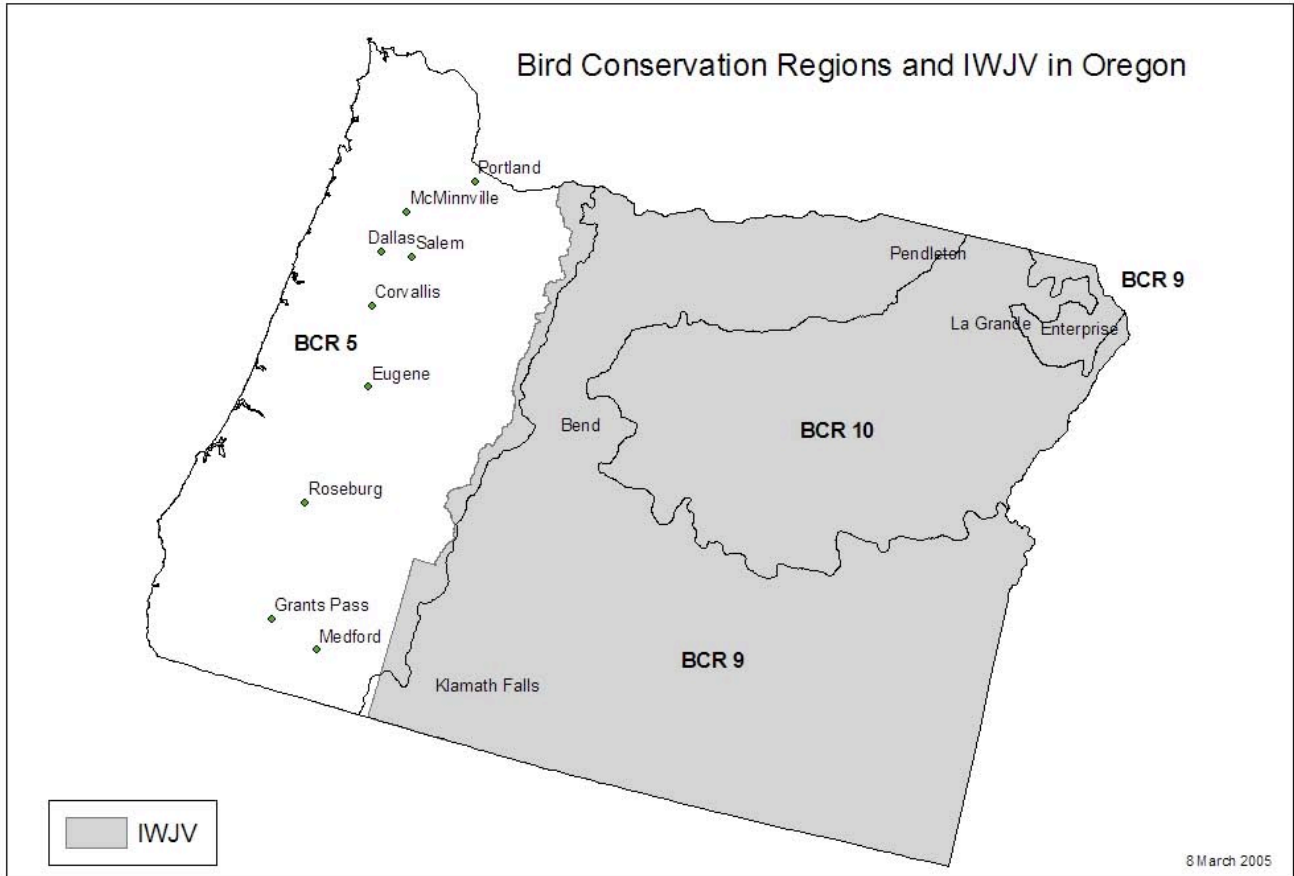 Bird Conservation Regions and IWJV in Oregon
Portland
McMinnville
Dallas
Salem
Pendleton
BCR 9
Corvallis
La Grande
Enterprise
BCR 5
Eugene
Bend
BCR 10
Roseburg
Grants Pass
Medford
BCR 9
Klamath Falls
IWJV
8 March 2005